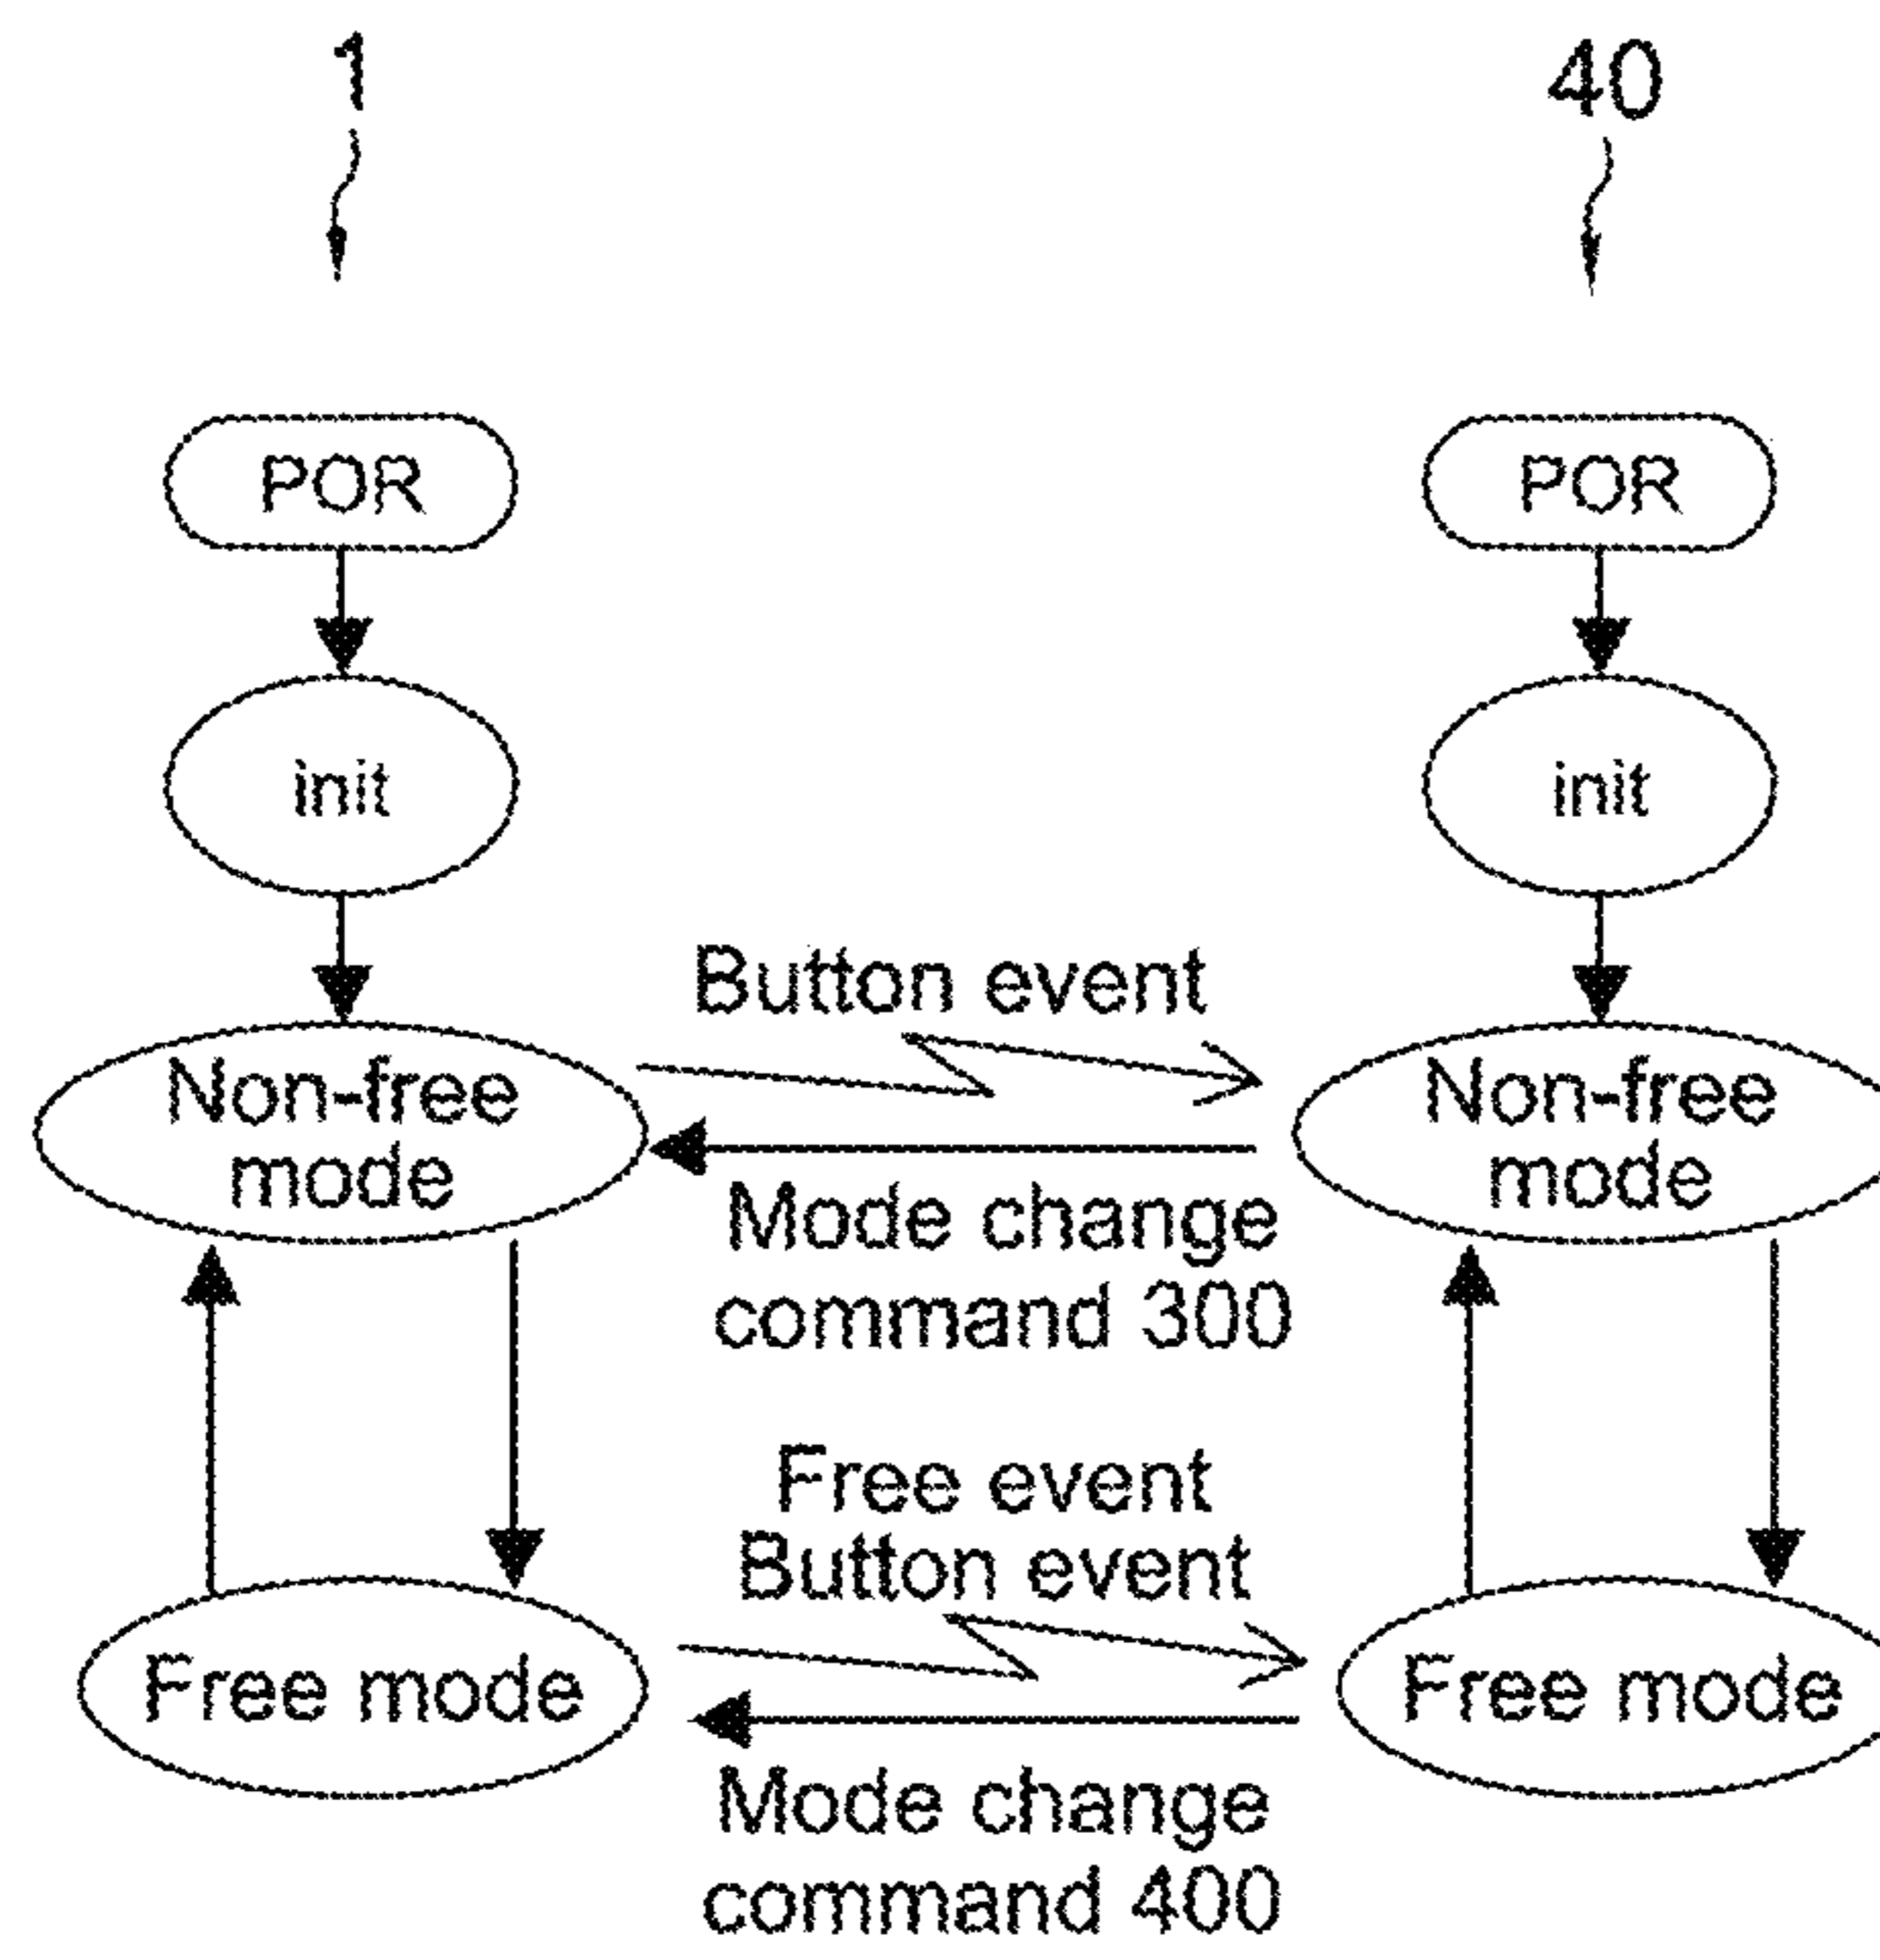 1
40
POR
POR
init
init
Button event
Non-free
mode
Non-free
mode
Mode change
command 300
Free event
Button event
Free mode
Free mode
Mode change
command 400